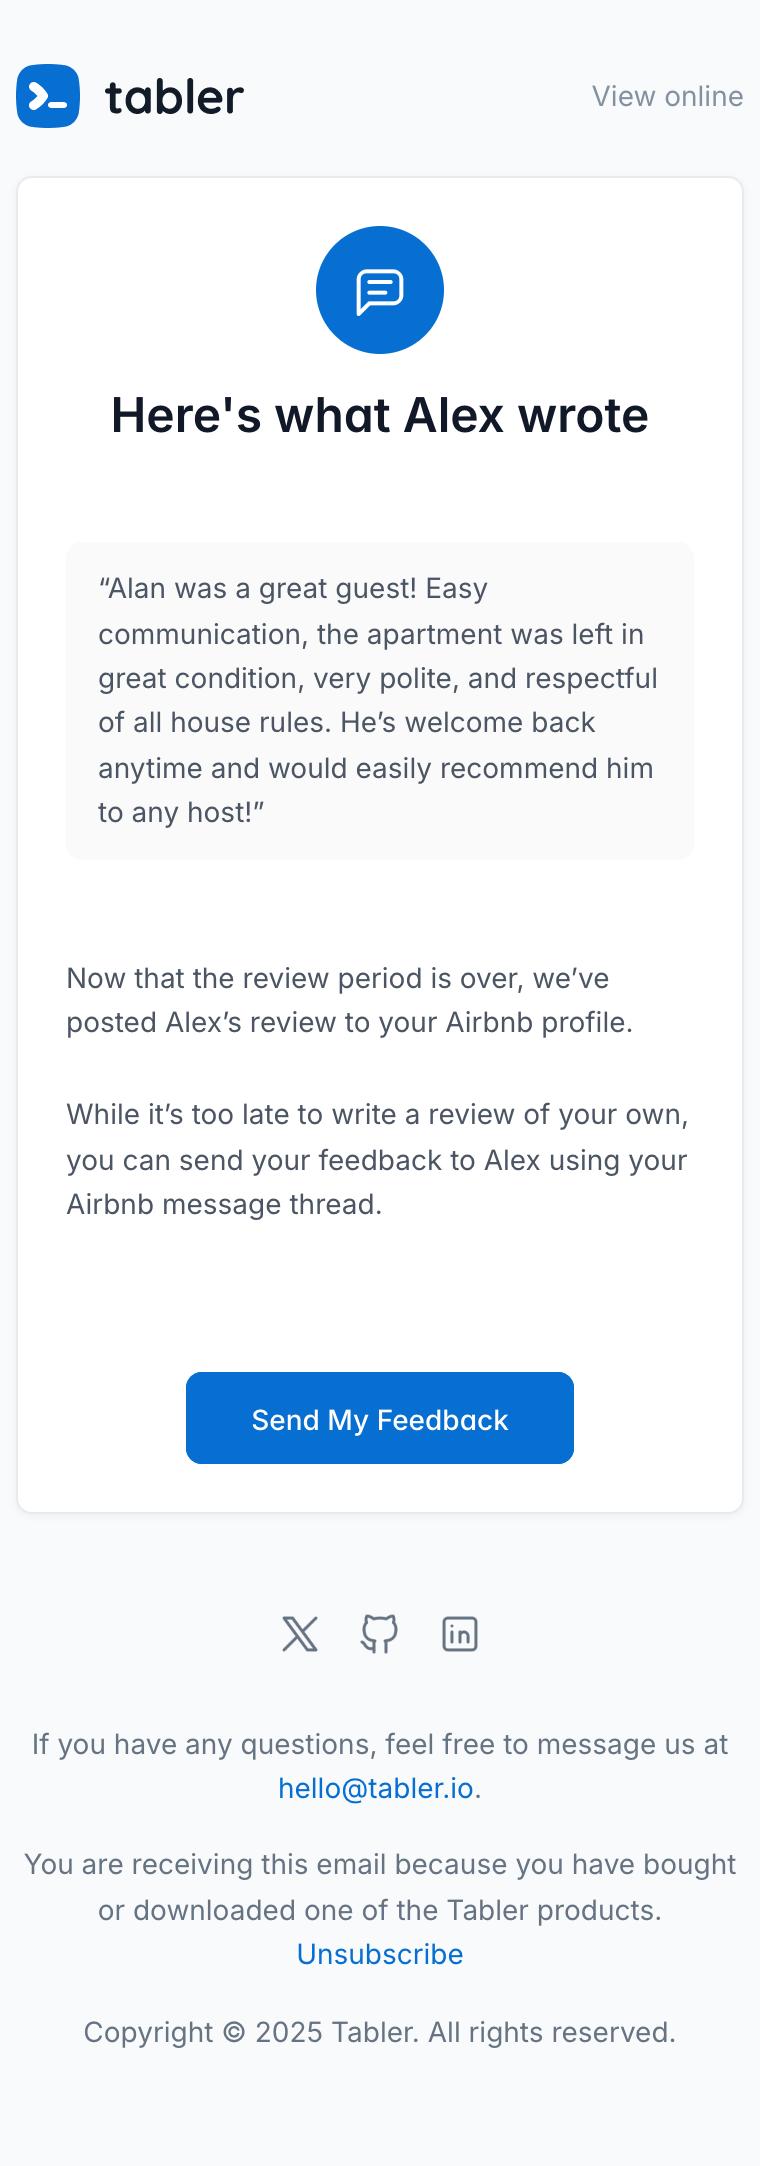 tabler
View online
Here's what Alex wrote
“Alan was a great guest! Easy
communication, the apartment was left in
great condition, very polite, and respectful
of all house rules. He’s welcome back
anytime and would easily recommend him
to any host!”
Now that the review period is over, we’ve
posted Alex’s review to your Airbnb profile.
While it’s too late to write a review of your own,
you can send your feedback to Alex using your
Airbnb message thread.
Send My Feedback
If you have any questions, feel free to message us at
hello@tabler.io.
You are receiving this email because you have bought
or downloaded one of the Tabler products.
Unsubscribe
Copyright © 2025 Tabler. All rights reserved.